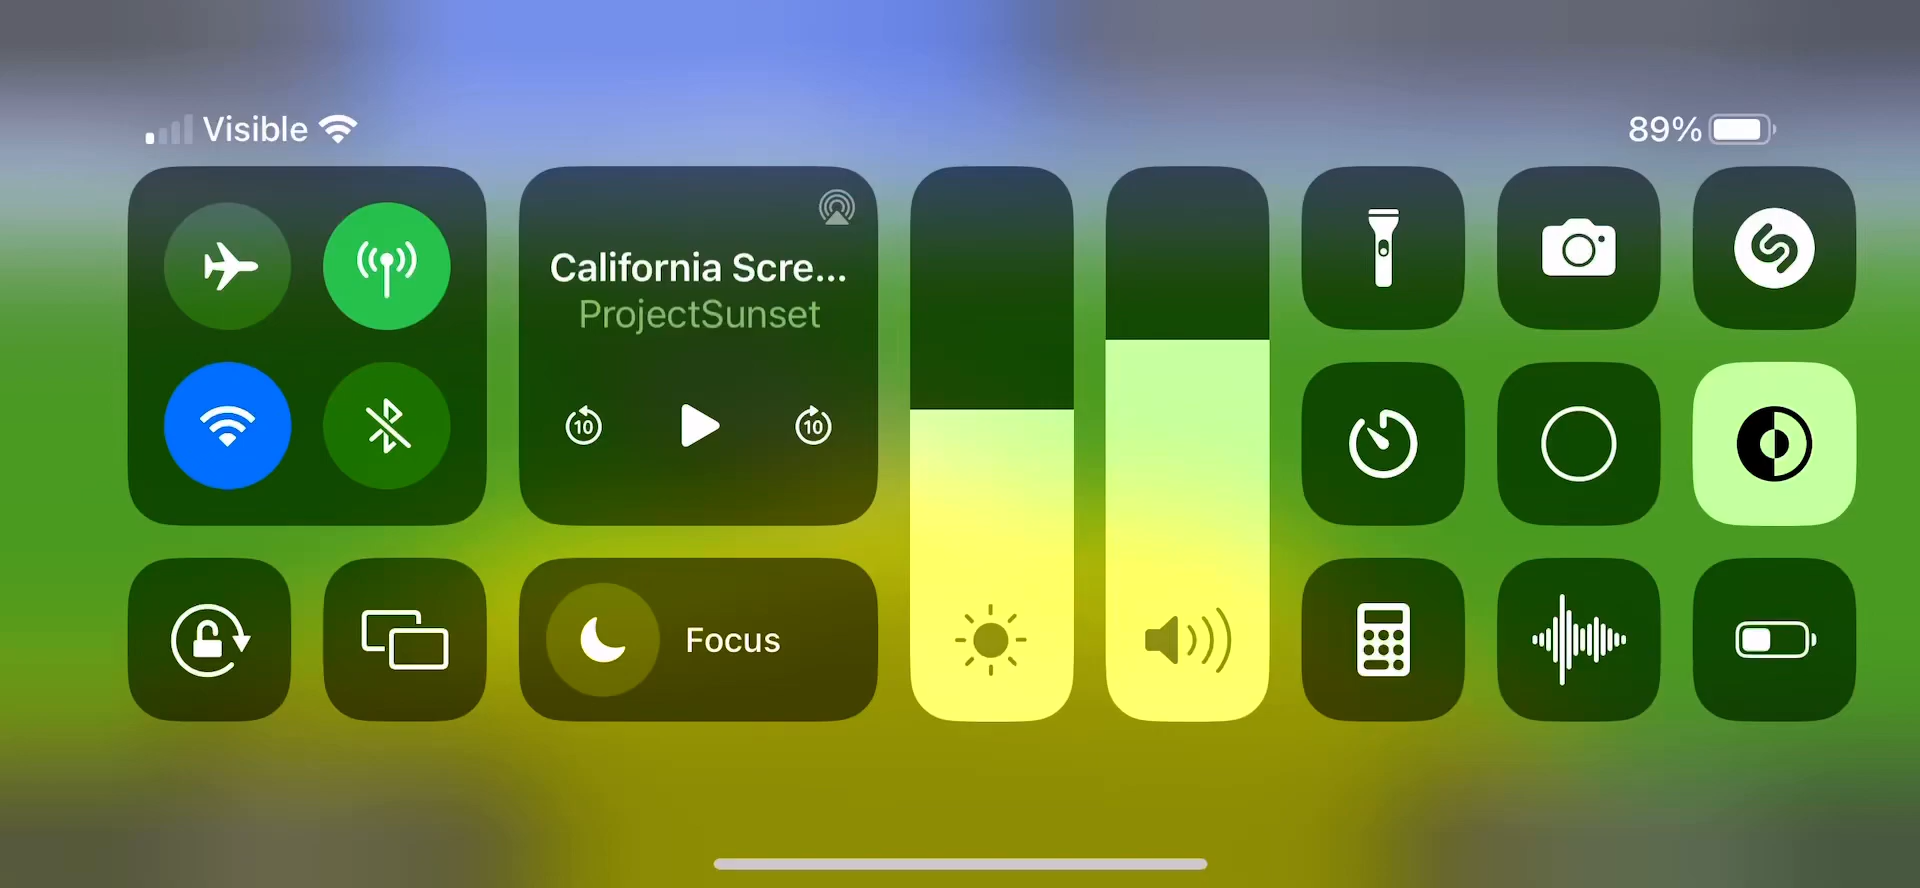 Visible
89%
California Scre...
ProjectSunset
10
10
Focus